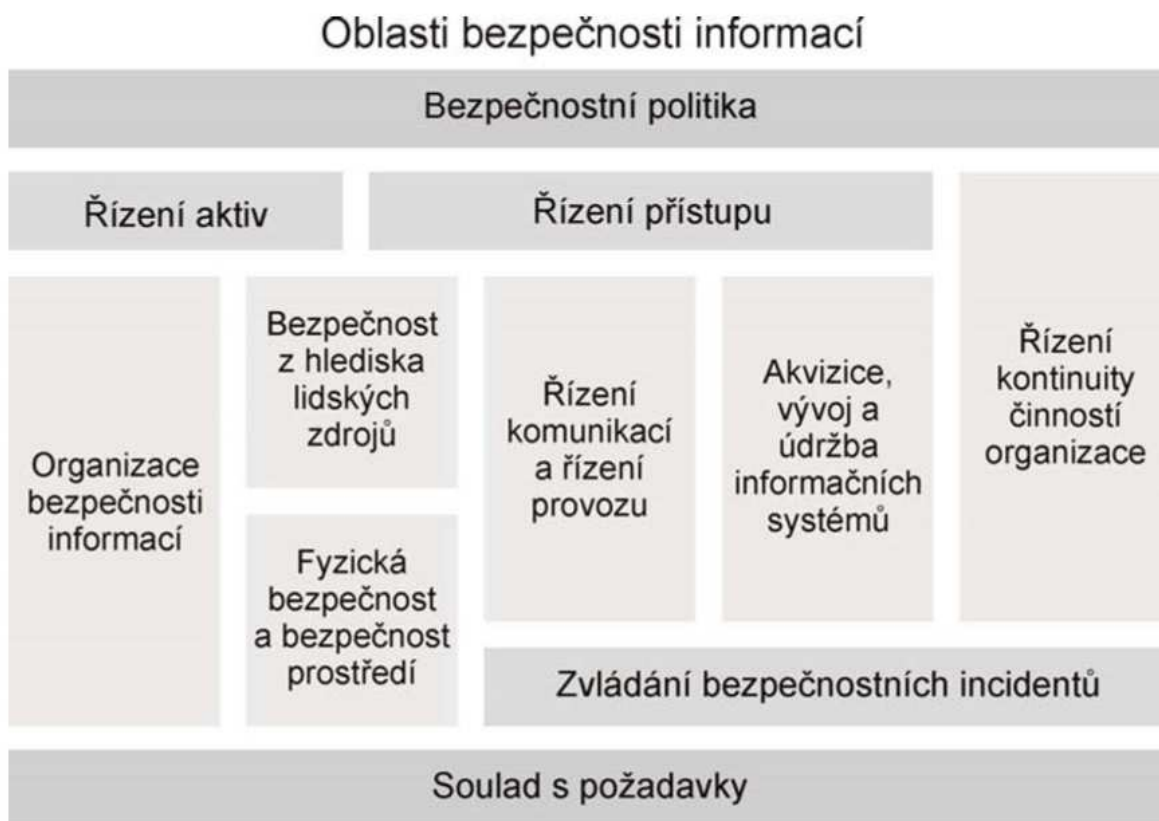 Oblasti bezpečnosti informací
Bezpečnostní politika
Řízení aktiv
Řízení přístupu
Organizace
bezpečnosti
informací
Bezpečnost
z hlediska
lidských
zdrojů
Fyzická
bezpečnost
a bezpečnost
prostředí
Řízení
komunikací
a řízení
provozu
Akvizice,
vývoj a
údržba
informačních
systémů
Řízení
kontinuity
činností
organizace
Zvládání bezpečnostních incidentů
Soulad s požadavky